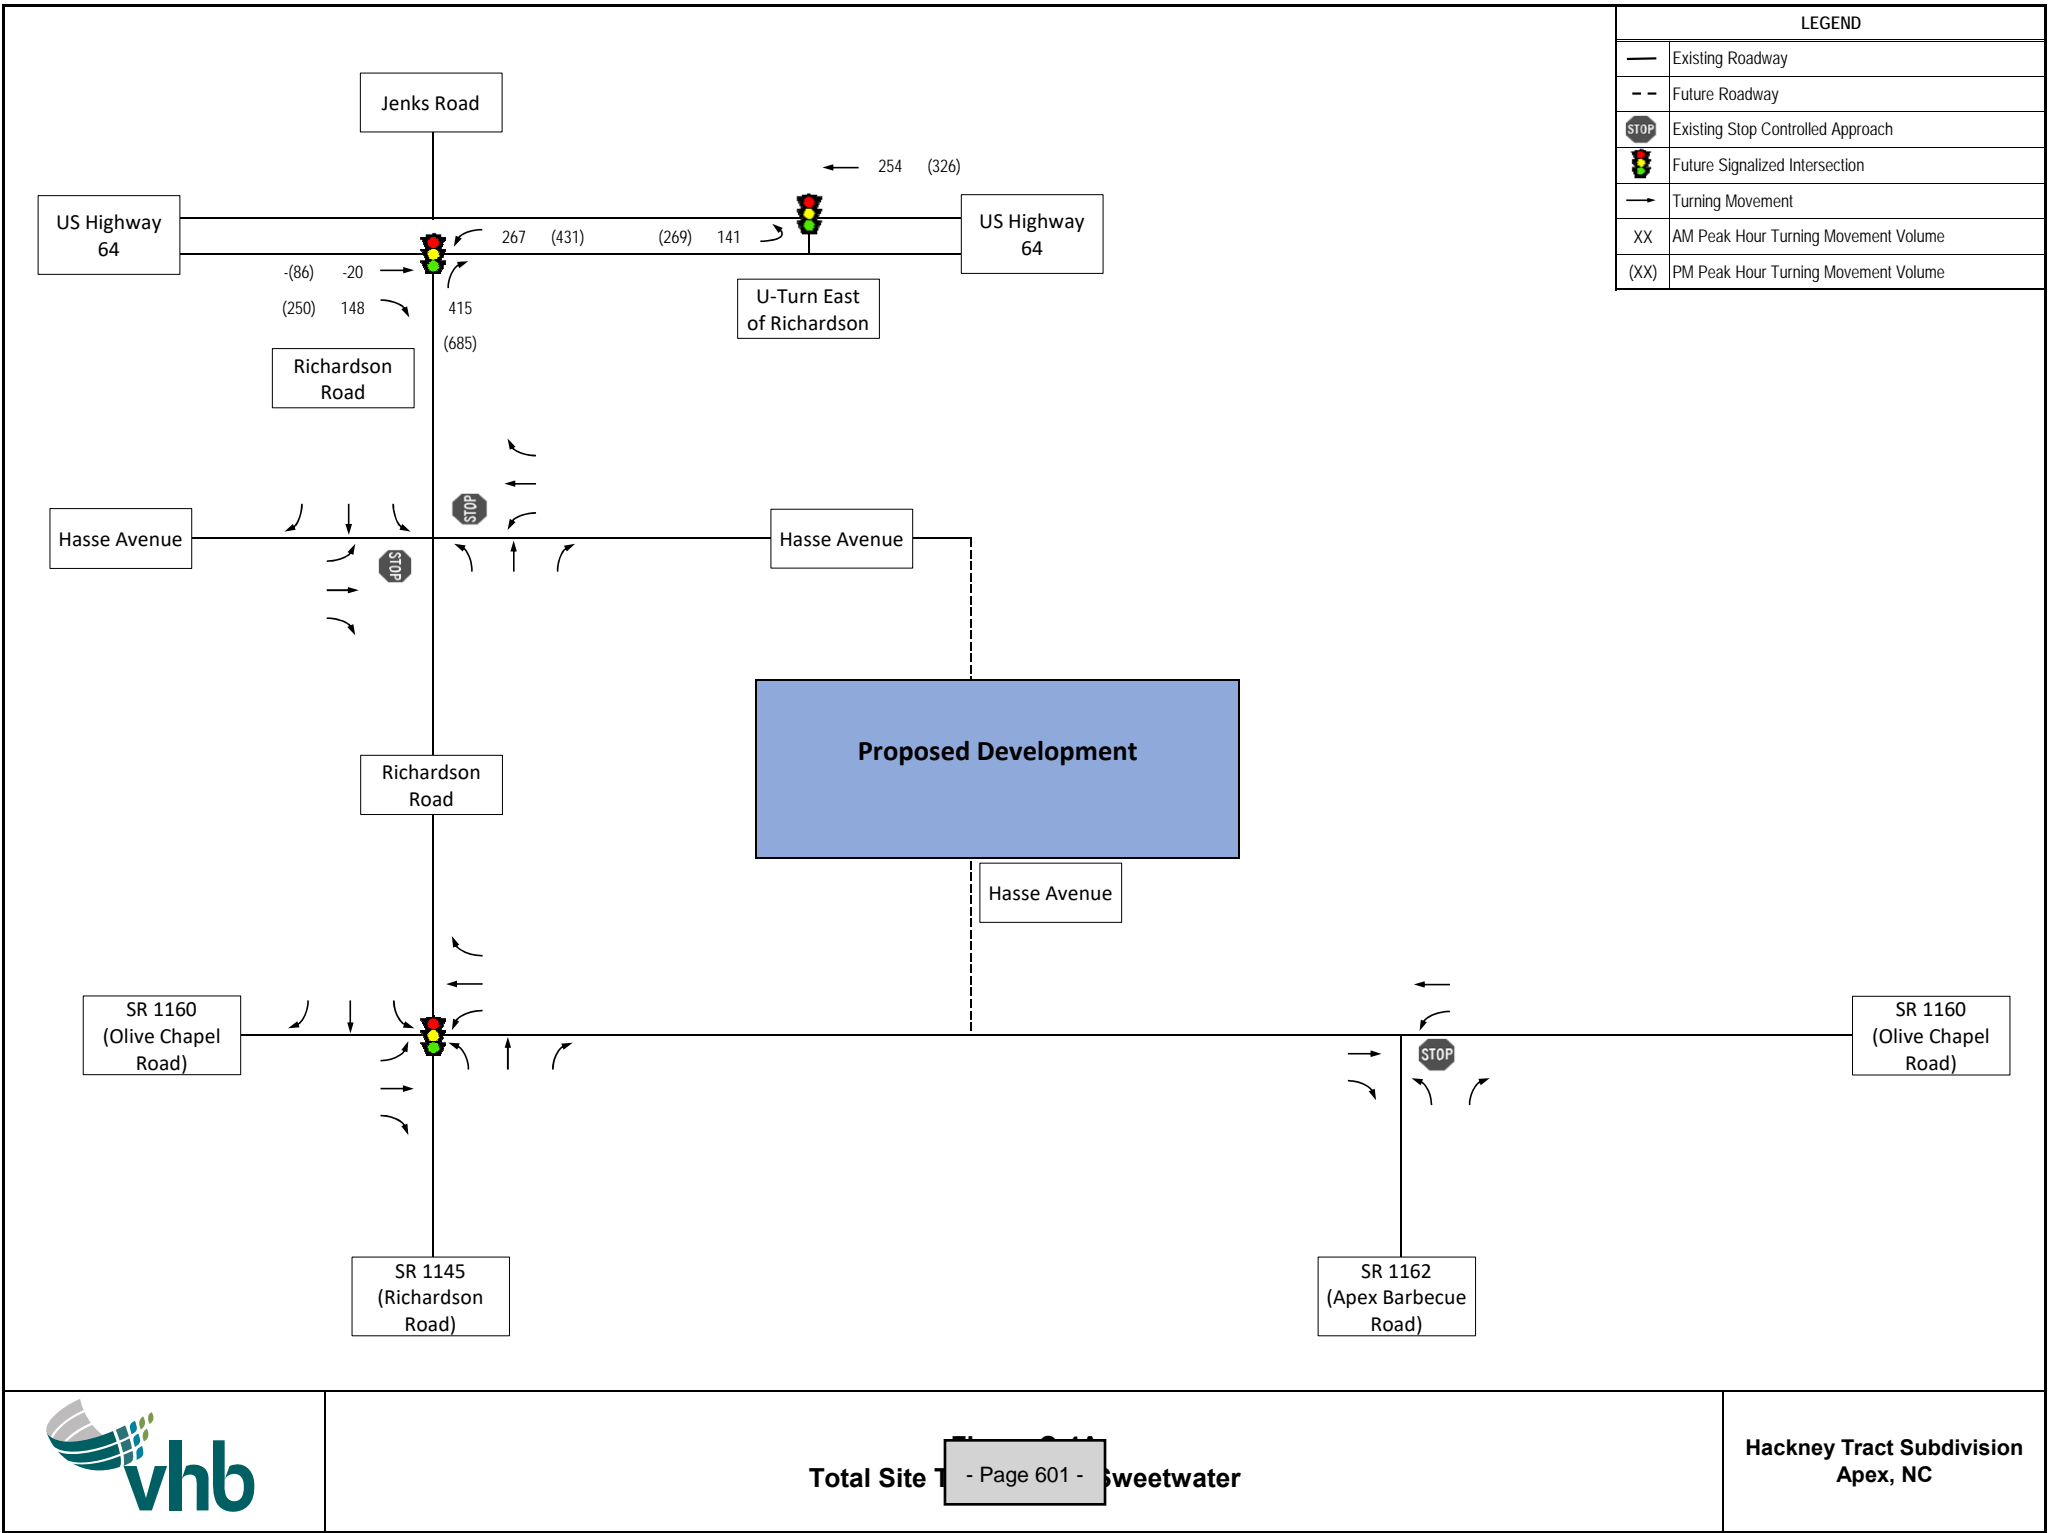 LEGEND
Existing Roadway
Future Roadway
STOP Existing Stop Controlled Approach
Future Signalized Intersection
Turning Movement
XX AM Peak Hour Turning Movement Volume
(XX) PM Peak Hour Turning Movement Volume
Jenks Road
254 (326)
US Highway
64
267 (431) (269) 141
US Highway
64
-(86) -20
(250) 148
415
(685)
U-Turn East
of Richardson
Richardson
Road
STOP
Hasse Avenue
Hasse Avenue
STOP
Proposed Development
Richardson
Road
Hasse Avenue
SR 1160
(Olive Chapel
Road)
STOP
SR 1160
(Olive Chapel
Road)
SR 1145
(Richardson
Road)
SR 1162
(Apex Barbecue
Road)
vhb
Total Site
- Page 601 -
Sweetwater
Hackney Tract Subdivision
Apex, NC